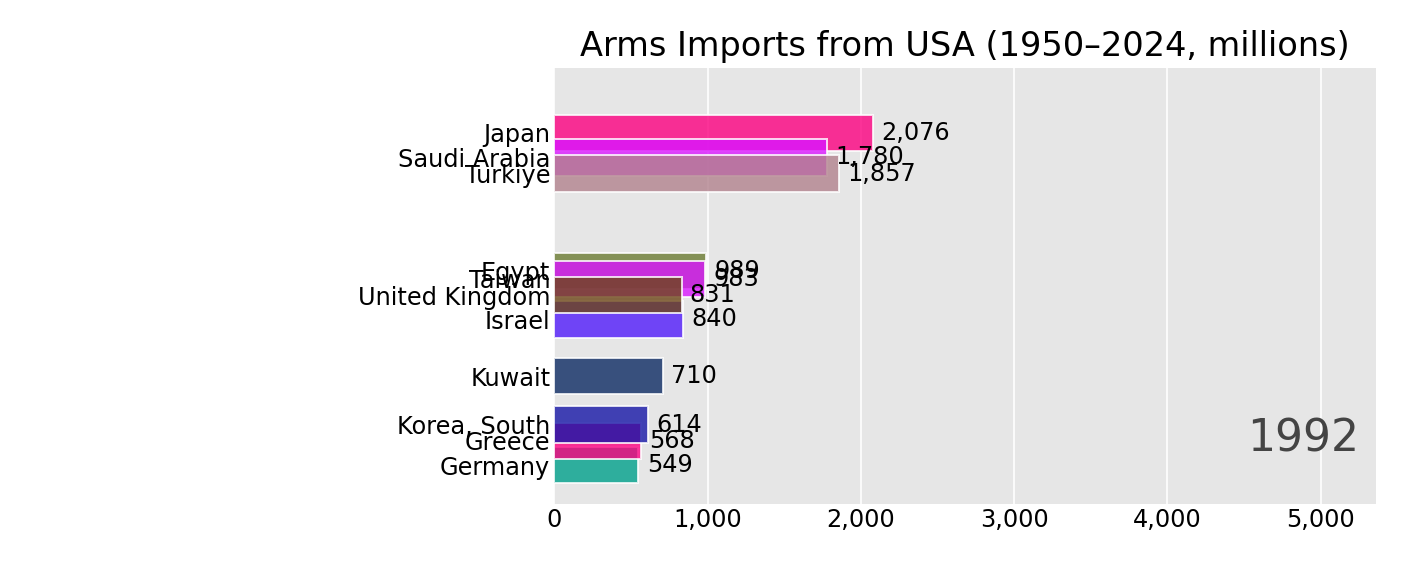 Arms Imports from USA (1950–2024, millions)
Japan 2,076
Saudi Arabia 1,780
Türkiye 1,857
Egypt 989
Taiwan 983
United Kingdom 831
Israel 840
Kuwait 710
Korea, South 614
Greece 568
Germany 549
1992
0 1,000 2,000 3,000 4,000 5,000